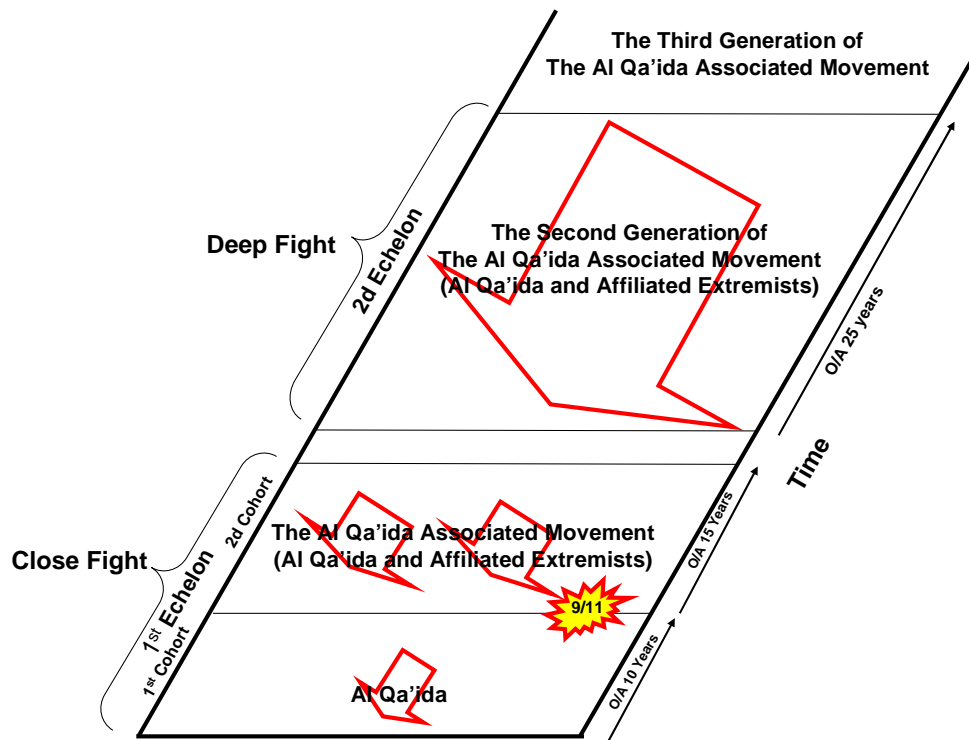 The Third Generation of
The Al Qa'ida Associated Movement
Deep Fight
2d Echelon
The Second Generation of
The Al Qa'ida Associated Movement
(Al Qa'ida and Affiliated Extremists)
O/A 25 years
Time
Close Fight
1st Echelon
2d Cohort
The Al Qa'ida Associated Movement
(Al Qa'ida and Affiliated Extremists)
O/A 15 Years
9/11
1st Cohort
Al Qa'ida
O/A 10 Years